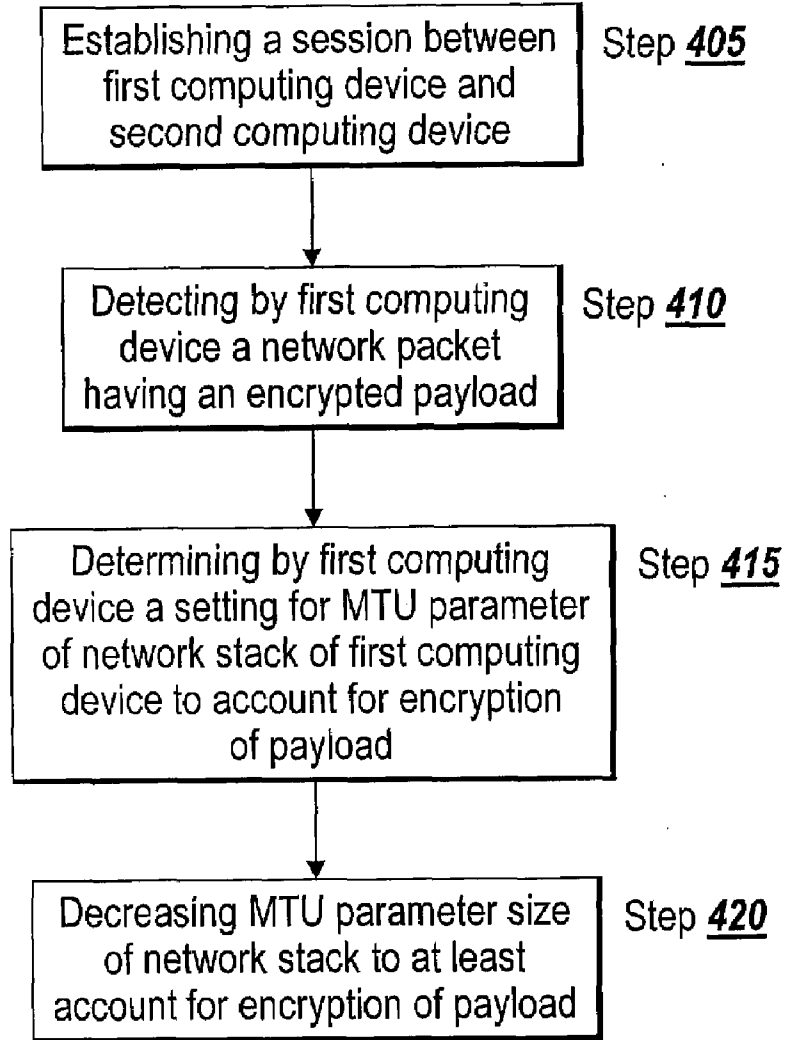 Establishing a session between
first computing device and
second computing device
Step 405
Detecting by first computing
device a network packet
having an encrypted payload
Step 410
Determining by first computing
device a setting for MTU parameter
of network stack of first computing
device to account for encryption
of payload
Step 415
Decreasing MTU parameter size
of network stack to at least
account for encryption of payload
Step 420